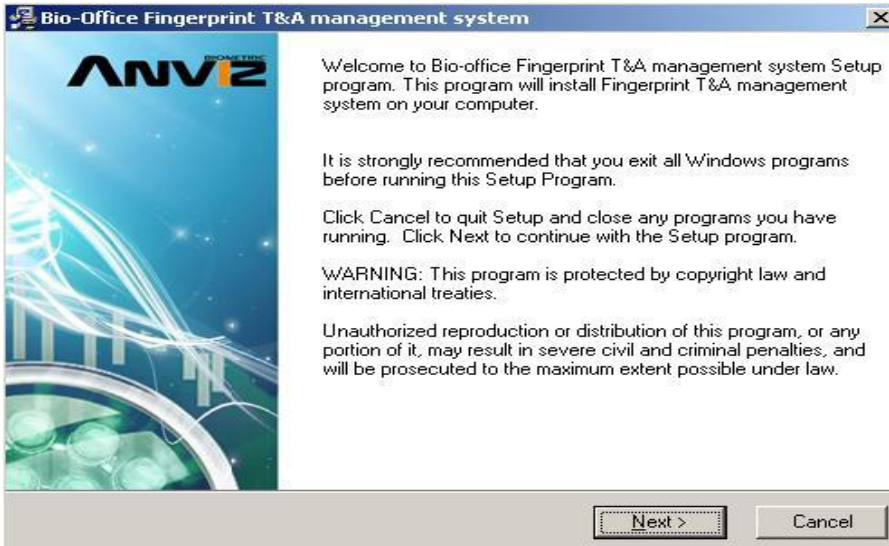 Bio-Office Fingerprint T&A management system
BIOMETRIC
ANVIZ
Welcome to Bio-office Fingerprint T&A management system Setup
program. This program will install Fingerprint T&A management
system on your computer.
It is strongly recommended that you exit all Windows programs
before running this Setup Program.
Click Cancel to quit Setup and close any programs you have
running. Click Next to continue with the Setup program.
WARNING: This program is protected by copyright law and
international treaties.
Unauthorized reproduction or distribution of this program, or any
portion of it, may result in severe civil and criminal penalties, and
will be prosecuted to the maximum extent possible under law.
Next >
Cancel